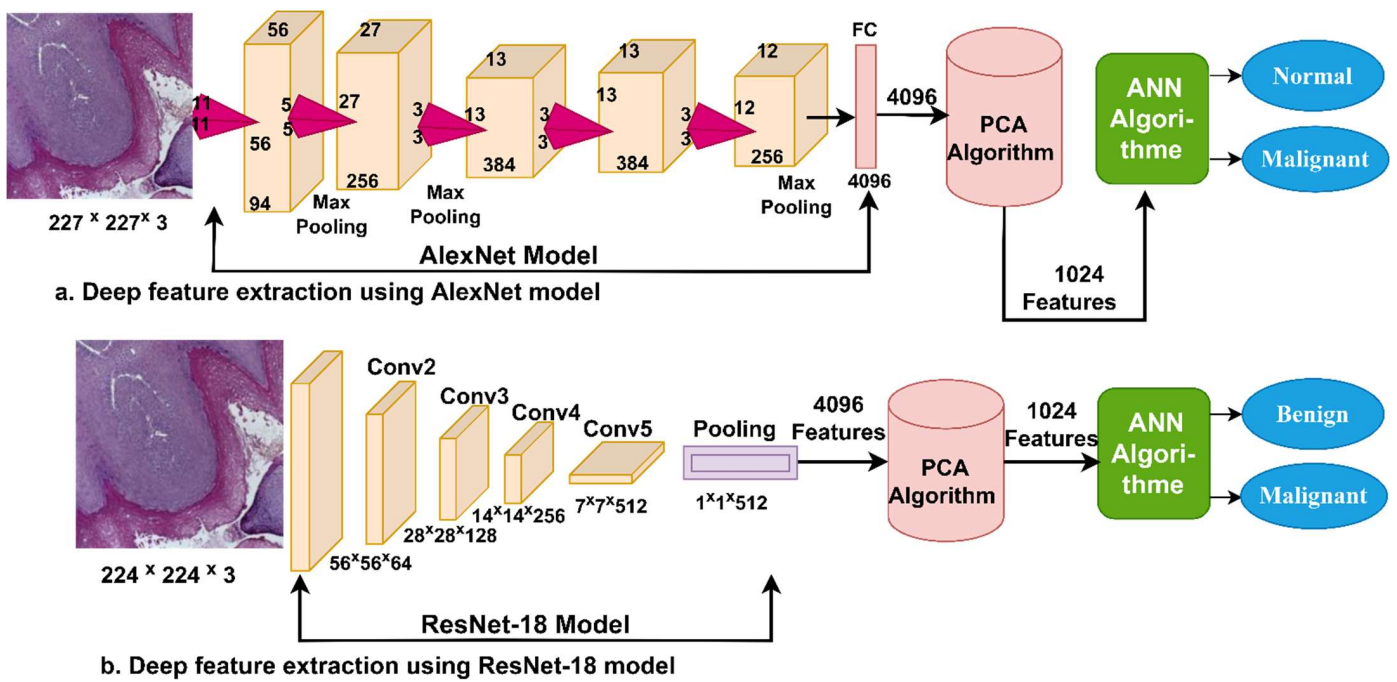 56
27
13
13
12
FC
11
11
5
5
27
3
3
13
3
3
13
3
3
12
4096
PCA
Algorithm
ANN
Algori-
thme
Normal
Malignant
56
94
256
384
384
256
4096
Max
Pooling
Max
Pooling
Max
Pooling
227 x 227x 3
AlexNet Model
1024
Features
a. Deep feature extraction using AlexNet model
Conv2
Conv3
Conv4
Conv5
Pooling
4096
Features
PCA
Algorithm
1024
Features
ANN
Algori-
thme
Benign
Malignant
56x56x64
28x28x128
14x14x256
7x7x512
1x1x512
224 x 224 x 3
ResNet-18 Model
b. Deep feature extraction using ResNet-18 model